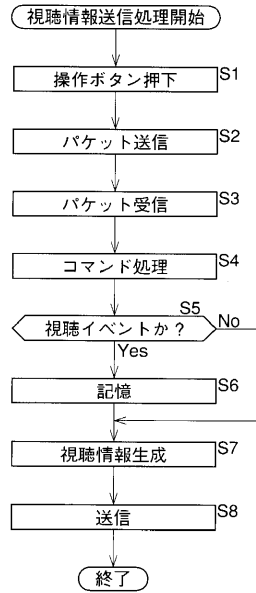 視聴情報送信処理開始
操作ボタン押下 S1
パケット送信 S2
パケット受信 S3
コマンド処理 S4
S5
視聴イベントか? No
Yes
記憶 S6
視聴情報生成 S7
送信 S8
終了